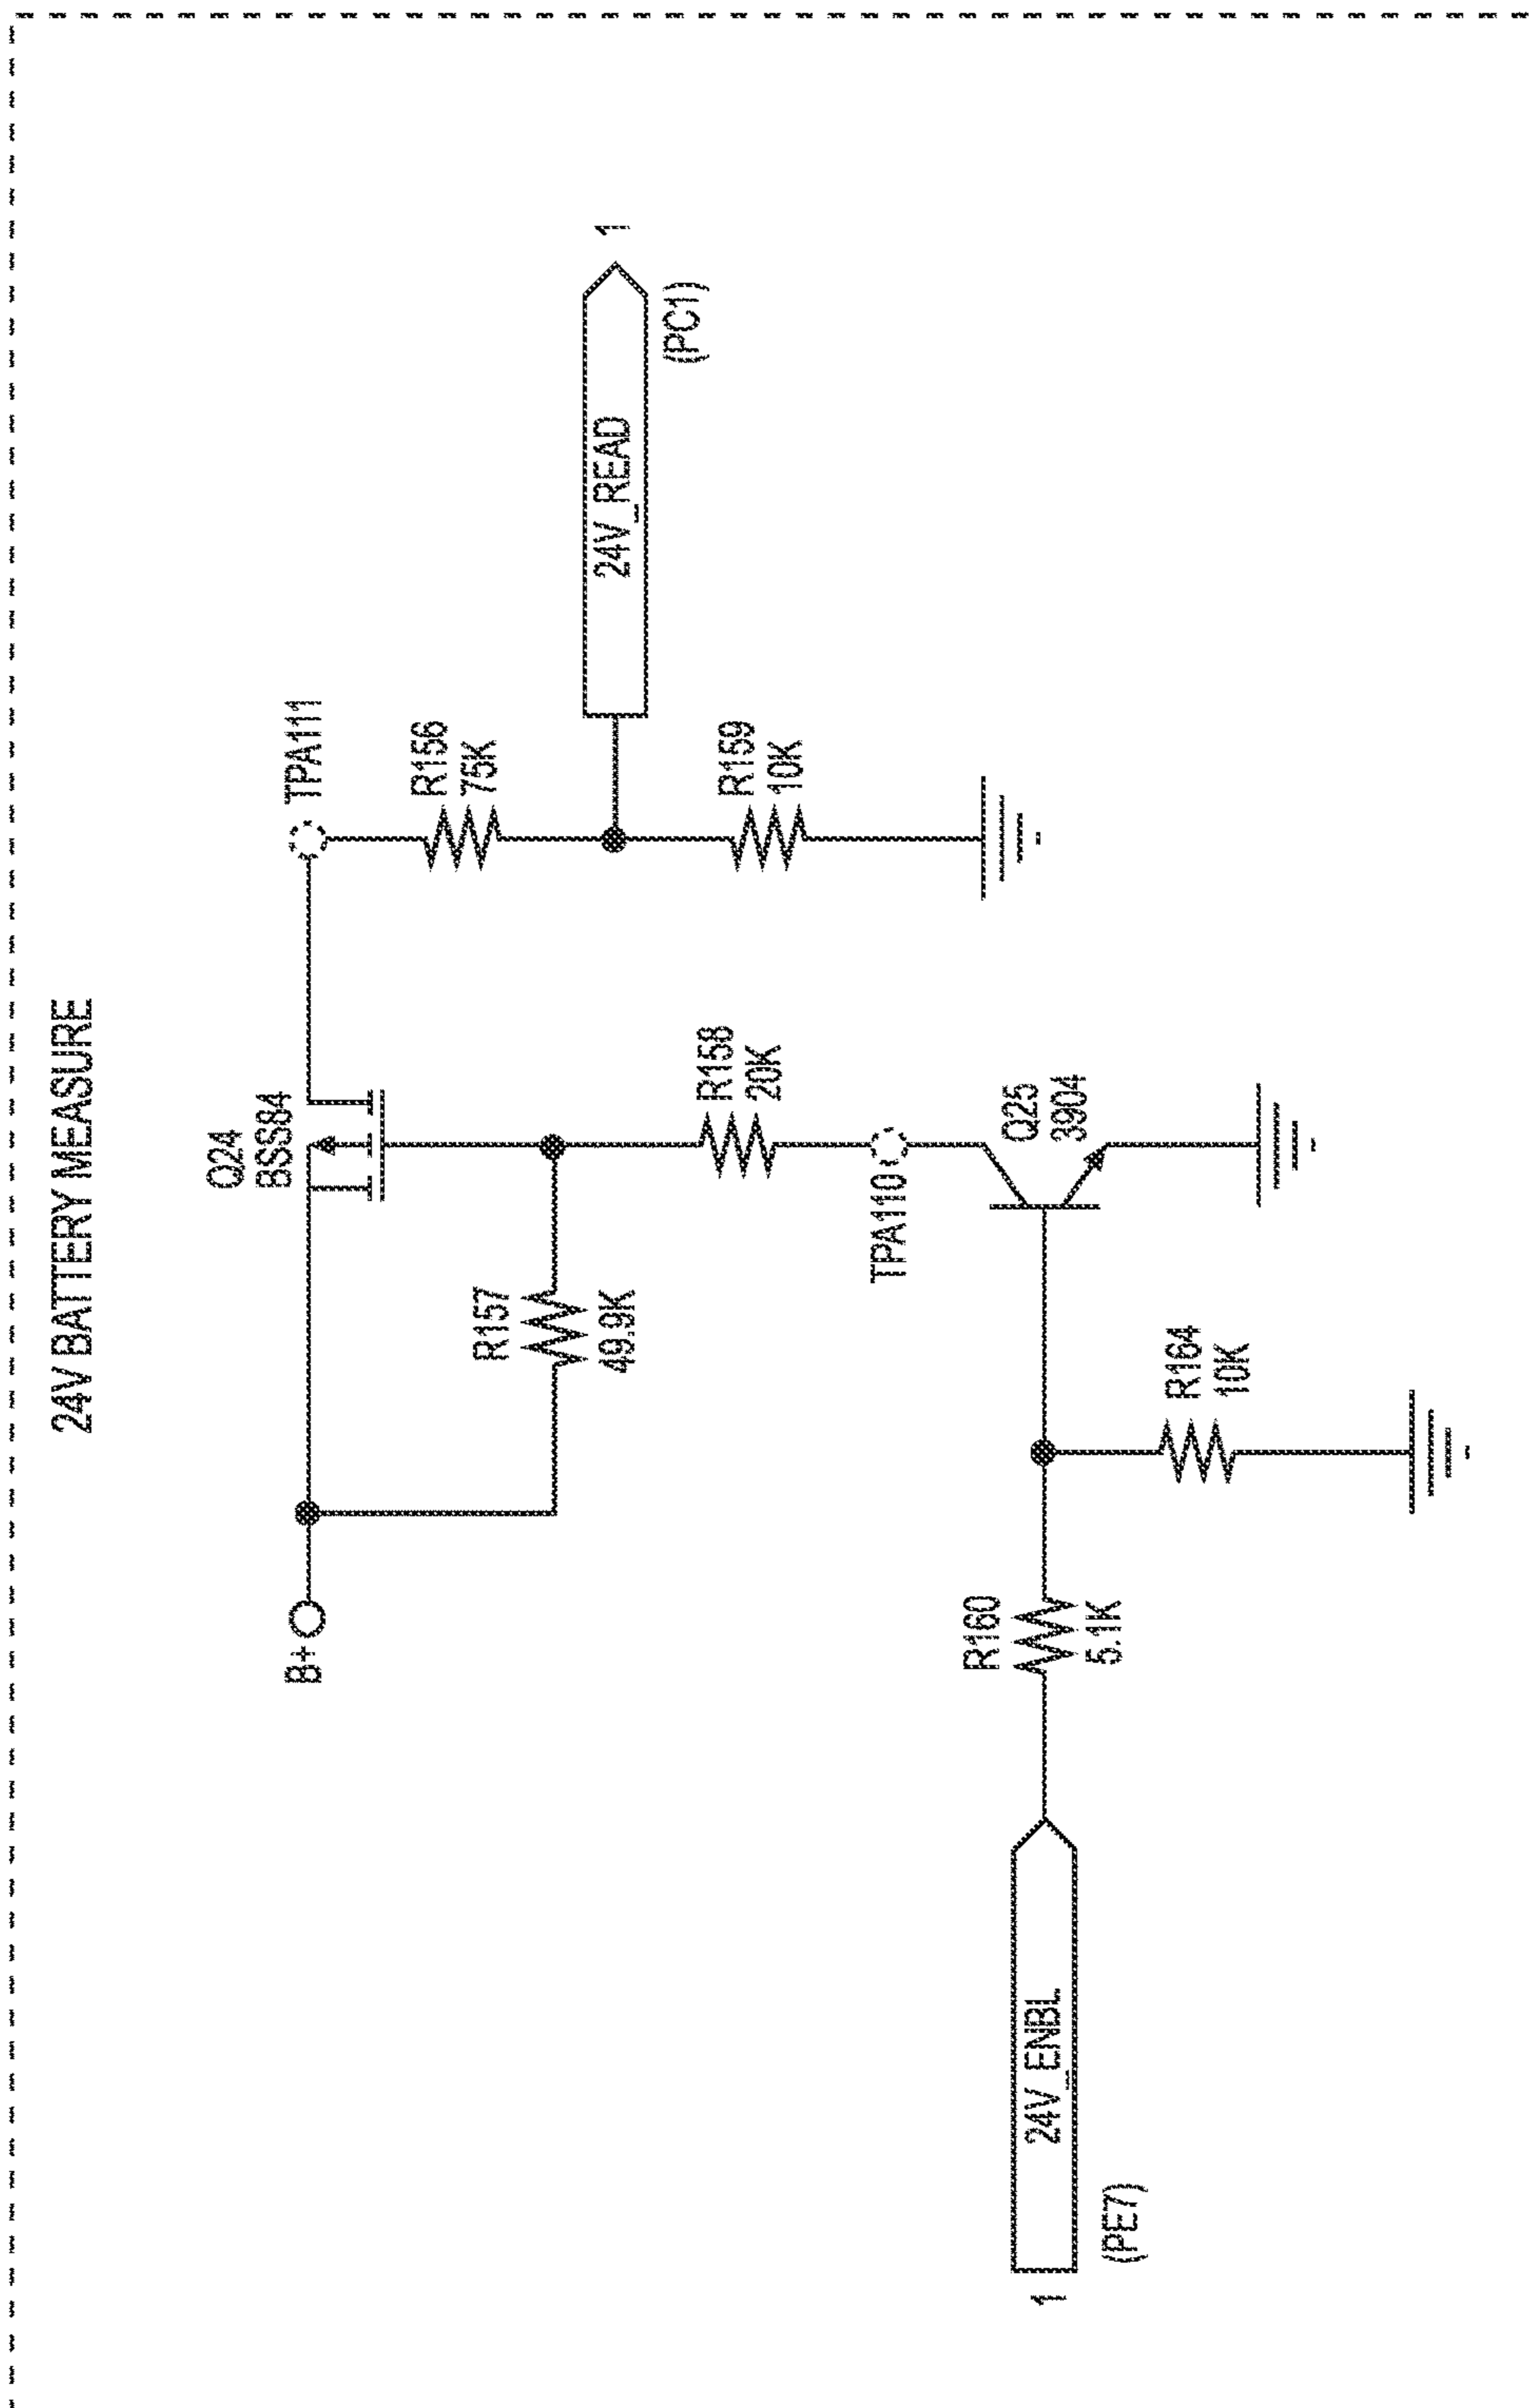 24V BATTERY MEASURE
B+
Q24
BSS84
TPA111
R157
49.9K
R156
75K
24V_READ
1
(PC1)
R158
20K
R159
10K
TPA110
Q25
3904
1
24V_ENBL
(PE7)
R160
5.1K
R164
10K